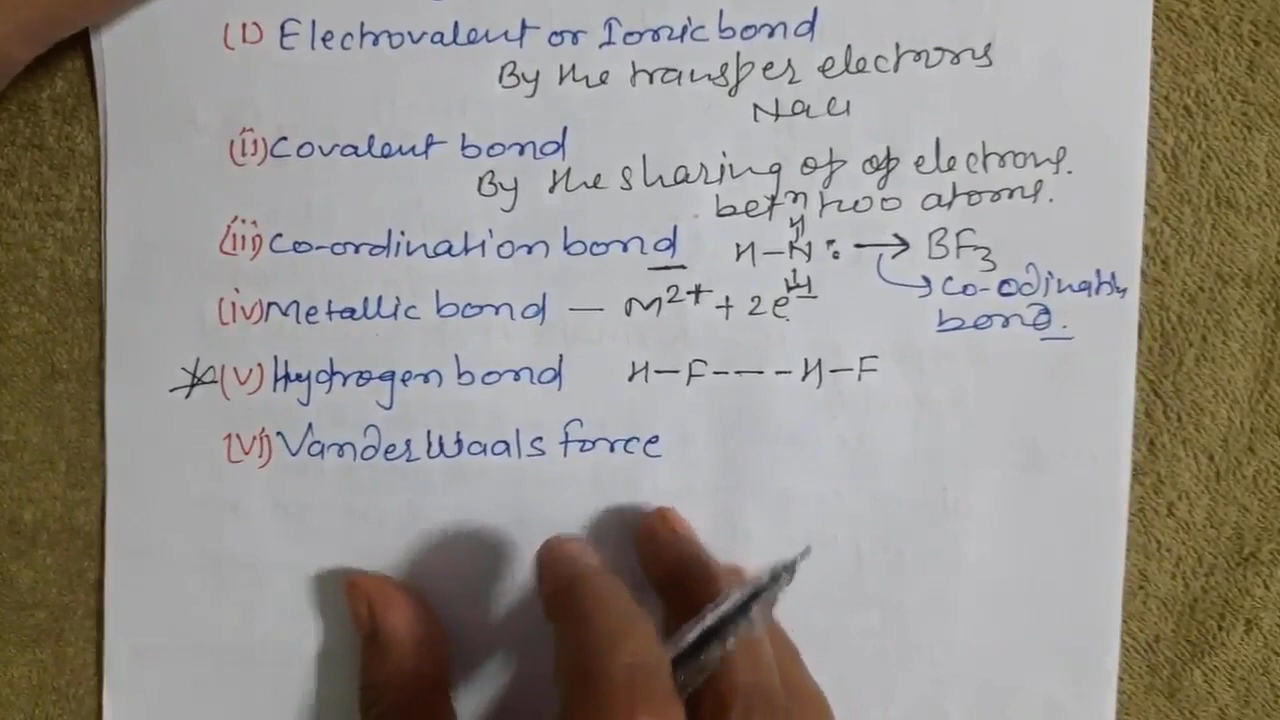 (1) Electrovalent or Ionic bond
By the transfer electrons
NaCl
(ii) Covalent bond
By the sharing of of electrons.
betn two atoms.
(iii) Co-ordination bond H-N: → BF3
H
H
Co-odinatn
bond.
(iv) Metallic bond — M2+ + 2e
(v) Hydrogen bond H-F----H-F
(vi) Vander Waals force